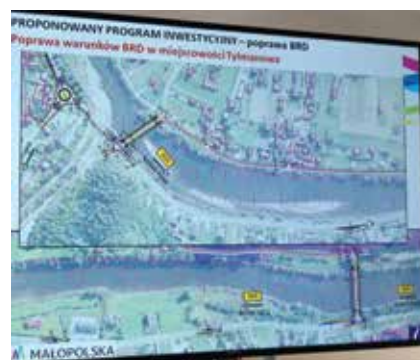 PROPONOWANY PROGRAM INWESTYCYJNY – poprawa BRD
Poprawa warunków BRD w miejscowości Tylmanowa
MAŁOPOLSKA